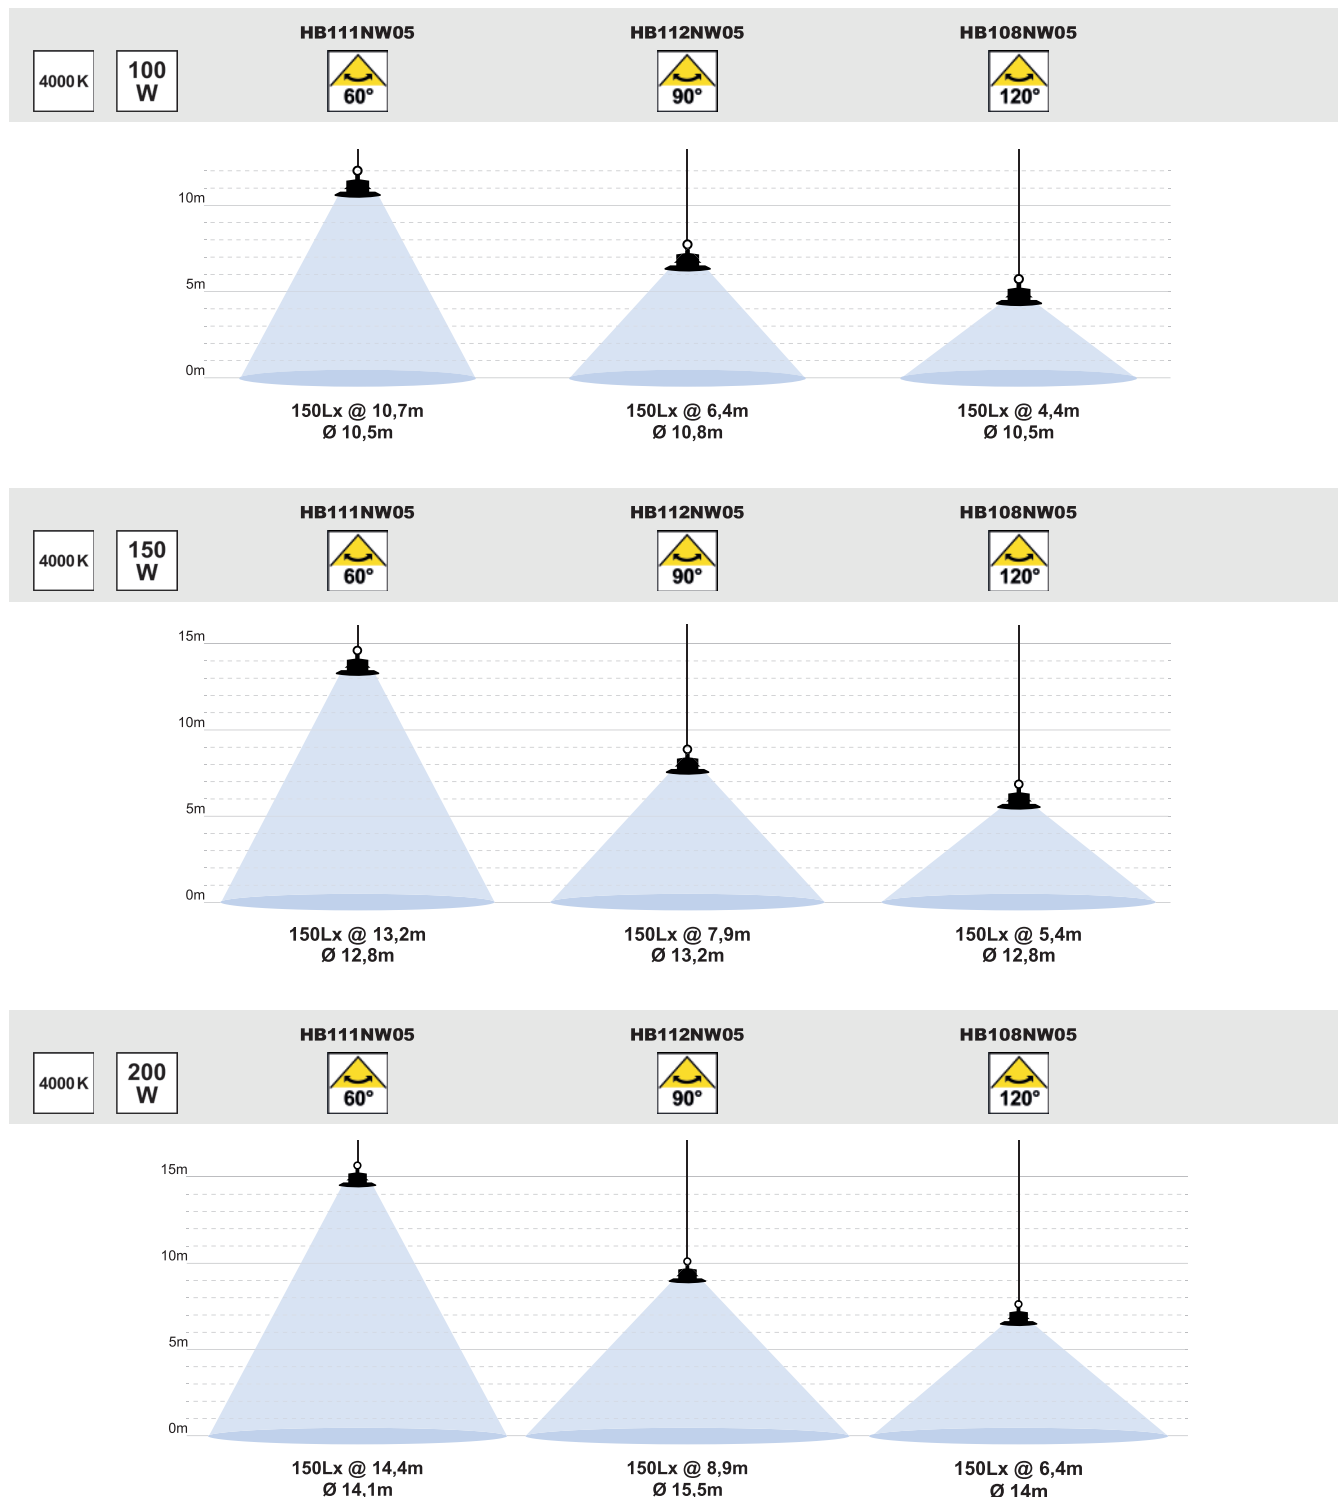 HB111NW05 HB112NW05 HB108NW05
4000 K 100 W 60° 90° 120°
10m
5m
0m
150Lx @ 10,7m 150Lx @ 6,4m 150Lx @ 4,4m
Ø 10,5m Ø 10,8m Ø 10,5m
HB111NW05 HB112NW05 HB108NW05
4000 K 150 W 60° 90° 120°
15m
10m
5m
0m
150Lx @ 13,2m 150Lx @ 7,9m 150Lx @ 5,4m
Ø 12,8m Ø 13,2m Ø 12,8m
HB111NW05 HB112NW05 HB108NW05
4000 K 200 W 60° 90° 120°
15m
10m
5m
0m
150Lx @ 14,4m 150Lx @ 8,9m 150Lx @ 6,4m
Ø 14,1m Ø 15,5m Ø 14m